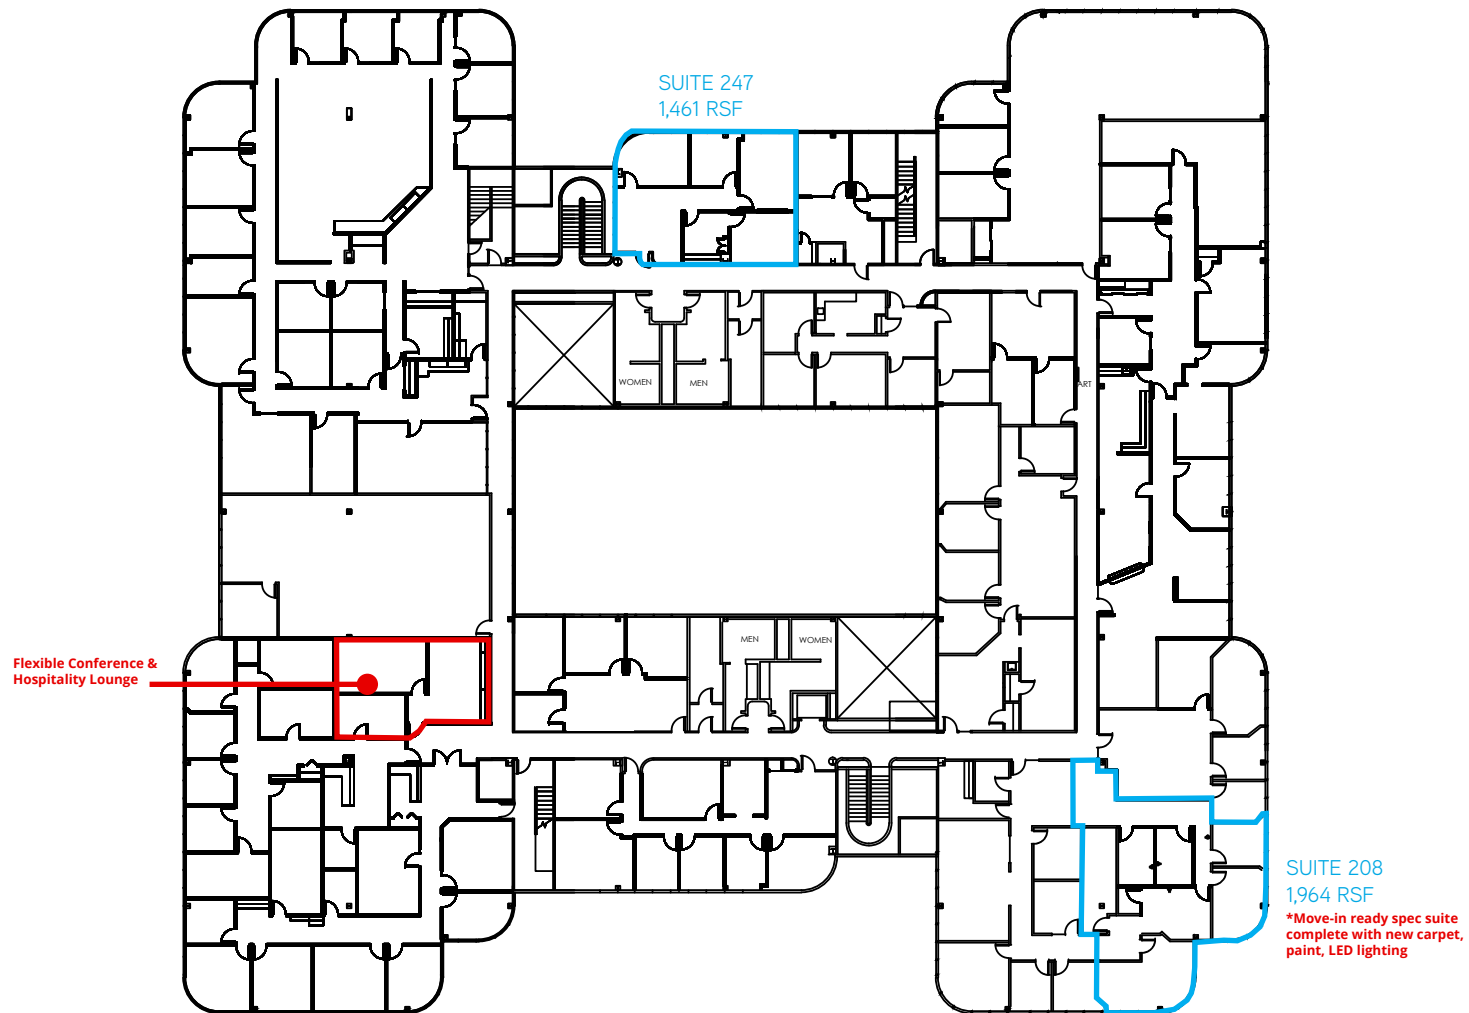 SUITE 247
1,461 RSF
WOMEN
MEN
ART
MEN
WOMEN
Flexible Conference &
Hospitality Lounge
SUITE 208
1,964 RSF
*Move-in ready spec suite
complete with new carpet,
paint, LED lighting